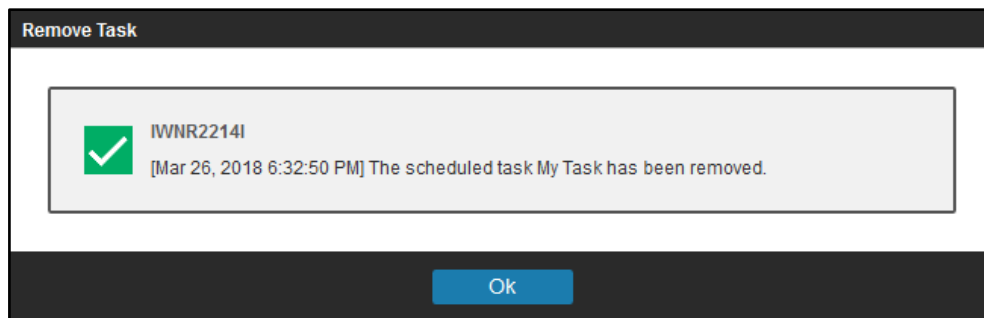 Remove Task
IWNR2214I
[Mar 26, 2018 6:32:50 PM] The scheduled task My Task has been removed.
Ok